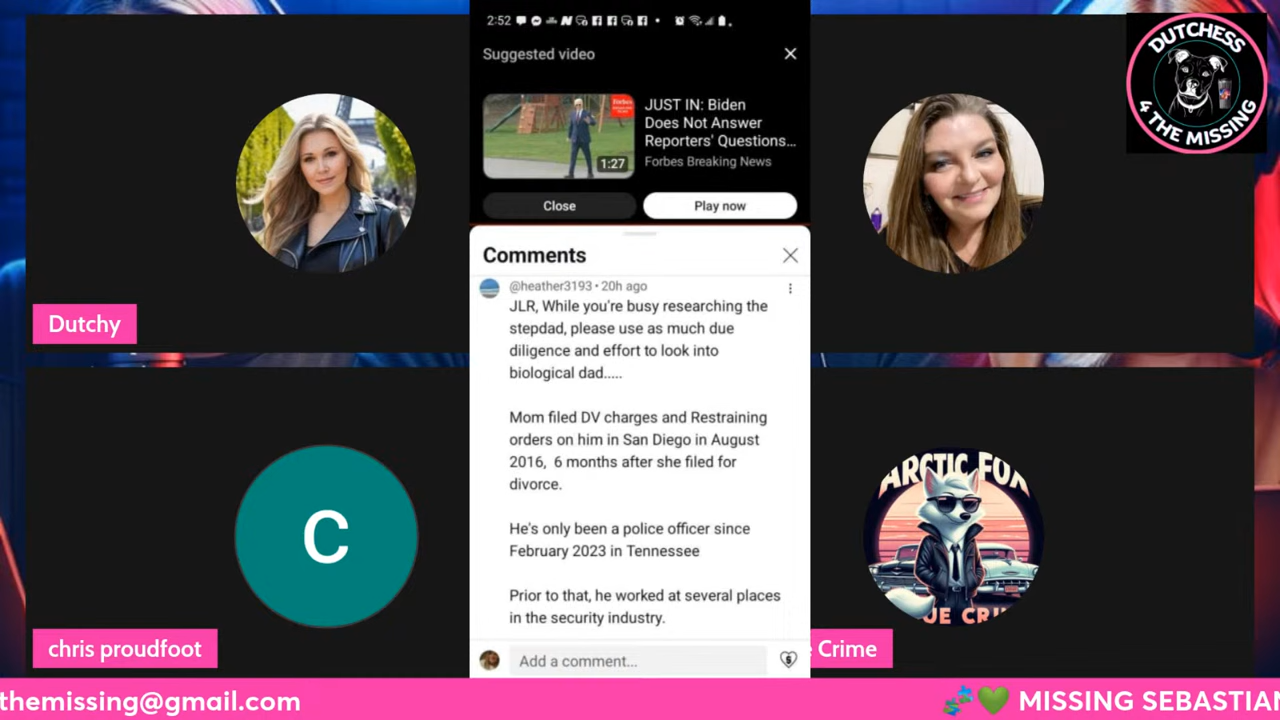 2:52
Suggested video
JUST IN: Biden
Does Not Answer
Reporters' Questions...
Forbes Breaking News
Forbes
1:27
Close
Play now
Comments
@heather3193 • 20h ago
JLR, While you're busy researching the
stepdad, please use as much due
diligence and effort to look into
biological dad.....
Mom filed DV charges and Restraining
orders on him in San Diego in August
2016, 6 months after she filed for
divorce.
He's only been a police officer since
February 2023 in Tennessee
Prior to that, he worked at several places
in the security industry.
Add a comment...
DUTCHESS
4 THE MISSING
Dutchy
C
chris proudfoot
ARCTIC FOX
UE CRI
Crime
themissing@gmail.com
MISSING SEBASTIAN